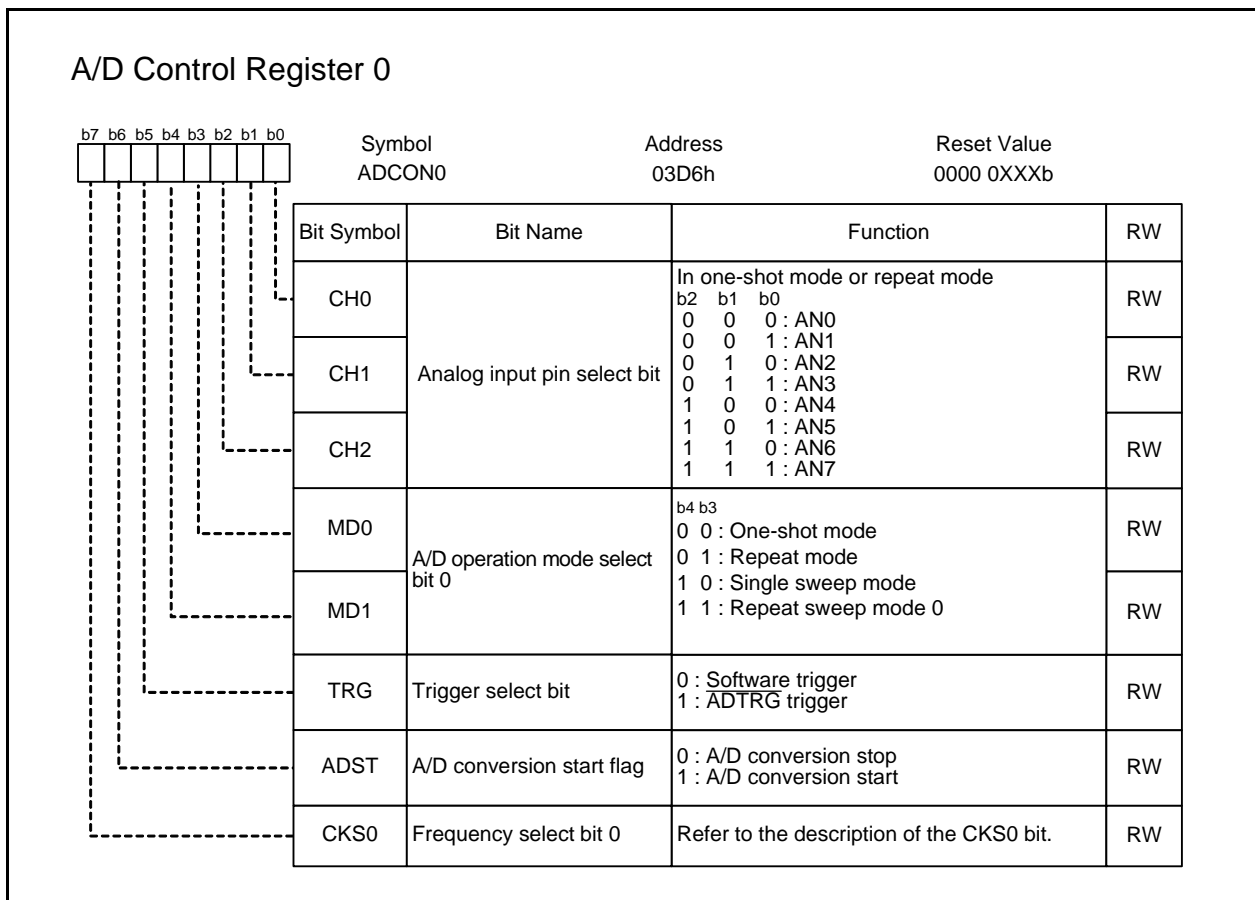 A/D Control Register 0
b7 b6 b5 b4 b3 b2 b1 b0
Symbol Address Reset Value
ADCON0 03D6h 0000 0XXXb
Bit Symbol Bit Name Function RW
CH0 RW
CH1 Analog input pin select bit RW
CH2 RW
In one-shot mode or repeat mode
b2 b1 b0
0 0 0 : AN0
0 0 1 : AN1
0 1 0 : AN2
0 1 1 : AN3
1 0 0 : AN4
1 0 1 : AN5
1 1 0 : AN6
1 1 1 : AN7
MD0 RW
MD1 RW
A/D operation mode select
bit 0
b4 b3
0 0 : One-shot mode
0 1 : Repeat mode
1 0 : Single sweep mode
1 1 : Repeat sweep mode 0
TRG Trigger select bit RW
0 : Software trigger
1 : ADTRG trigger
ADST A/D conversion start flag RW
0 : A/D conversion stop
1 : A/D conversion start
CKS0 Frequency select bit 0 Refer to the description of the CKS0 bit. RW